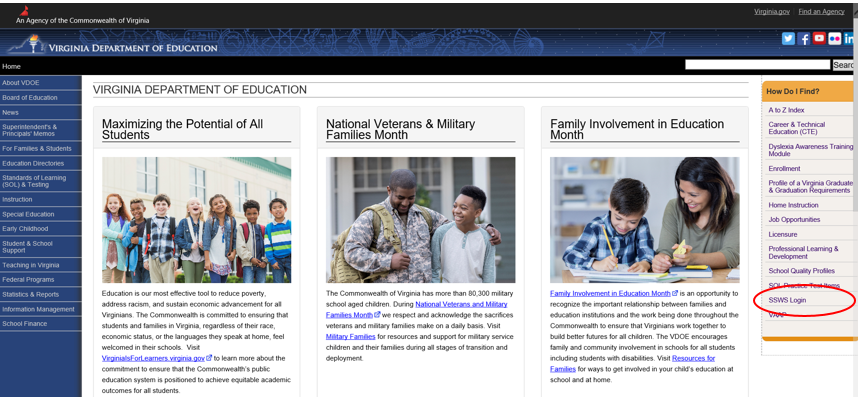 An Agency of the Commonwealth of Virginia
Virginia.gov
Find an Agency
VIRGINIA DEPARTMENT OF EDUCATION
Home
Search
About VDOE
Board of Education
News
Superintendent's &
Principals' Memos
For Families & Students
Education Directories
Standards of Learning
(SOL) & Testing
Instruction
Special Education
Early Childhood
Student & School
Support
Teaching in Virginia
Federal Programs
Statistics & Reports
Information Management
School Finance
VIRGINIA DEPARTMENT OF EDUCATION
Maximizing the Potential of All
Students
Education is our most effective tool to reduce poverty,
address racism, and sustain economic advancement for all
Virginians. The Commonwealth is committed to ensuring that
students and families in Virginia, regardless of their race,
economic status, or the languages they speak at home, feel
welcomed in their schools. Visit
VirginiaIsForLearners.virginia.gov to learn more about the
commitment to ensure that the Commonwealth's public
education system is positioned to achieve equitable academic
outcomes for all students.
National Veterans & Military
Families Month
The Commonwealth of Virginia has more than 80,300 military
school aged children. During National Veterans and Military
Families Month we respect and acknowledge the sacrifices
veterans and military families make on a daily basis. Visit
Military Families for resources and support for military service
children and their families during all stages of transition and
deployment.
Family Involvement in Education
Month
Family Involvement in Education Month is an opportunity to
recognize the important relationship between families and
education institutions and the work being done throughout the
Commonwealth to ensure that Virginians work together to
build better futures for all children. The VDOE encourages
family and community involvement in schools for all students
including students with disabilities. Visit Resources for
Families for ways to get involved in your child's education at
school and at home.
How Do I Find?
A to Z Index
Career & Technical
Education (CTE)
Dyslexia Awareness Training
Module
Enrollment
Profile of a Virginia Graduate
& Graduation Requirements
Home Instruction
Job Opportunities
Licensure
Professional Learning &
Development
School Quality Profiles
SOL Practice Test Items
SSWS Login
VAAP